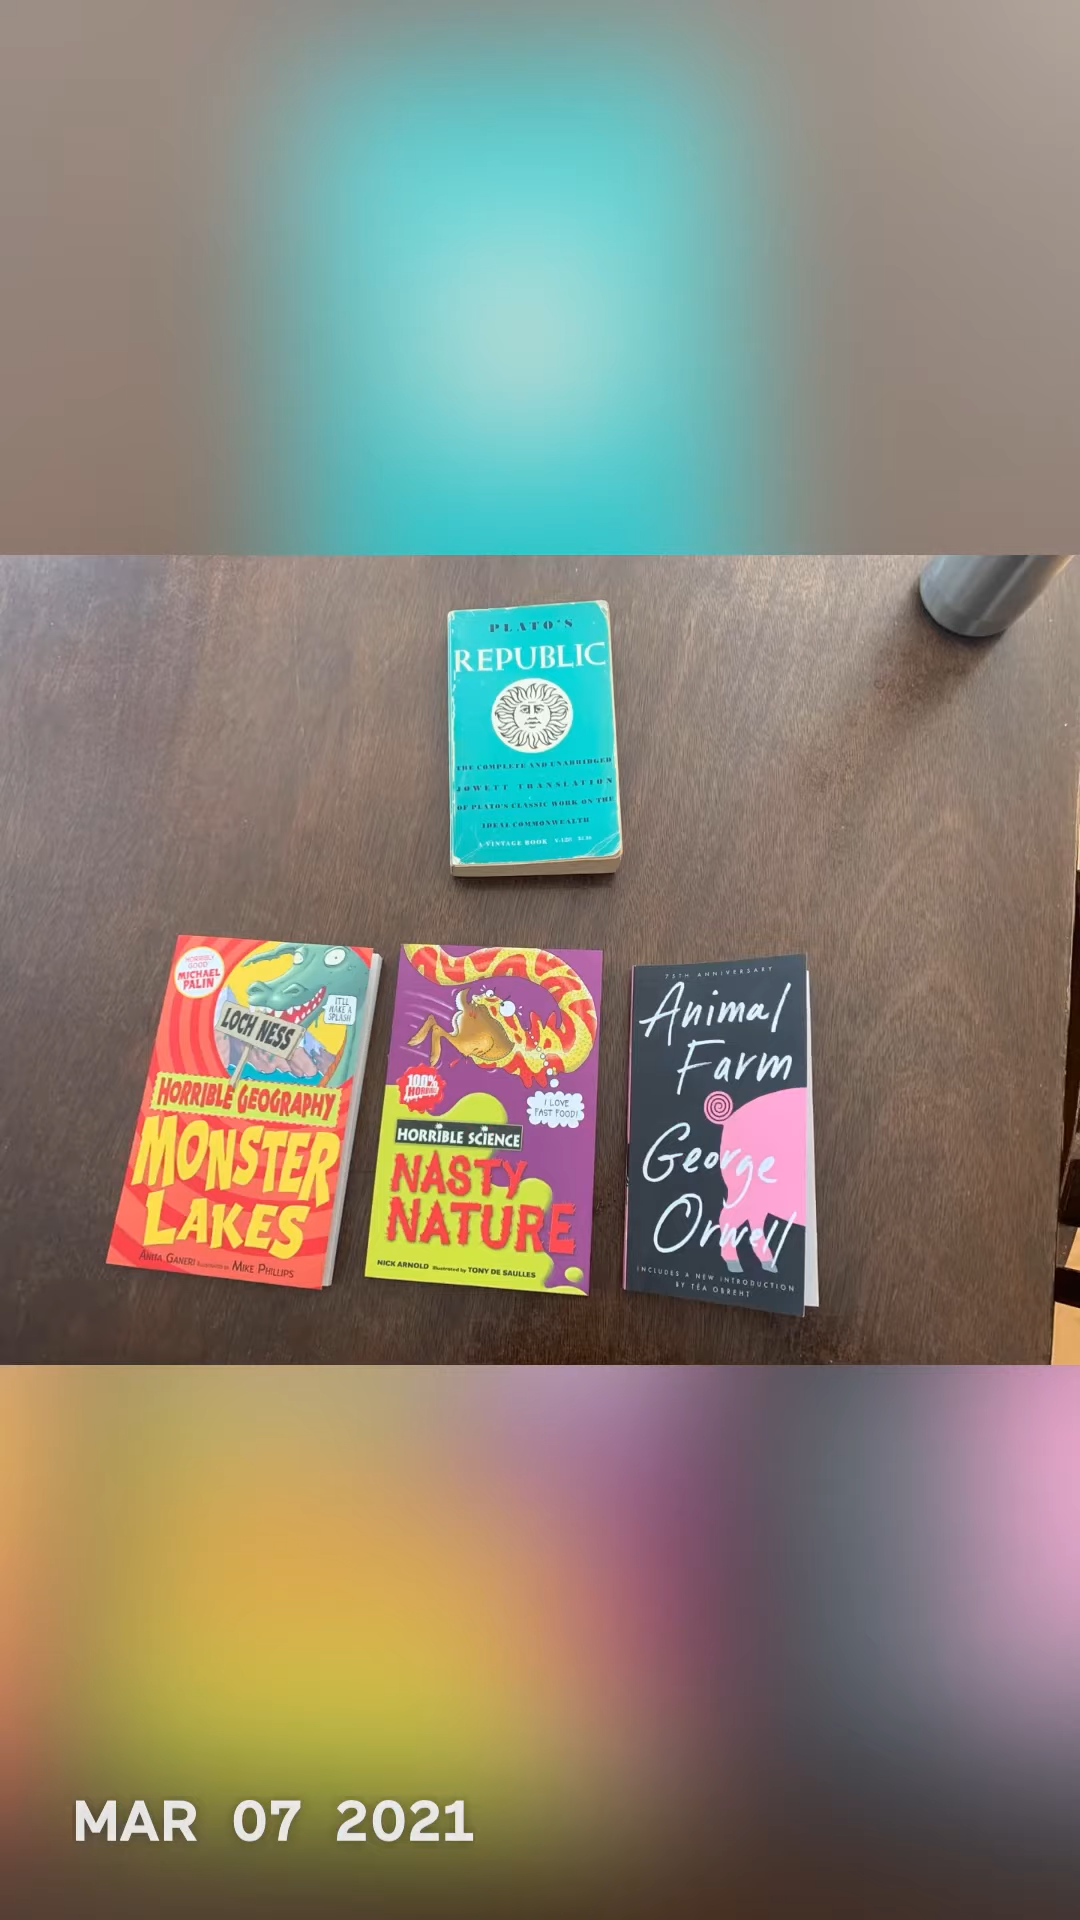 PLATO'S
REPUBLIC
THE COMPLETE AND UNABRIDGED
JOWETT TRANSLATION
OF PLATO'S CLASSIC WORK ON THE
IDEAL COMMONWEALTH
A VINTAGE BOOK
HORRIBLY
GOOD
MICHAEL
PALIN
IT'LL
MAKE A
SPLASH
LOCH NESS
HORRIBLE GEOGRAPHY
MONSTER
LAKES
ANITA GANERI ILLUSTRATED BY MIKE PHILLIPS
100%
HORRIBLE
I LOVE
FAST FOOD!
HORRIBLE SCIENCE
NASTY
NATURE
NICK ARNOLD Illustrated by TONY DE SAULLES
75TH ANNIVERSARY
Animal
Farm
George
Orwell
INCLUDES A NEW INTRODUCTION
BY TÉA OBREHT
MAR 07 2021